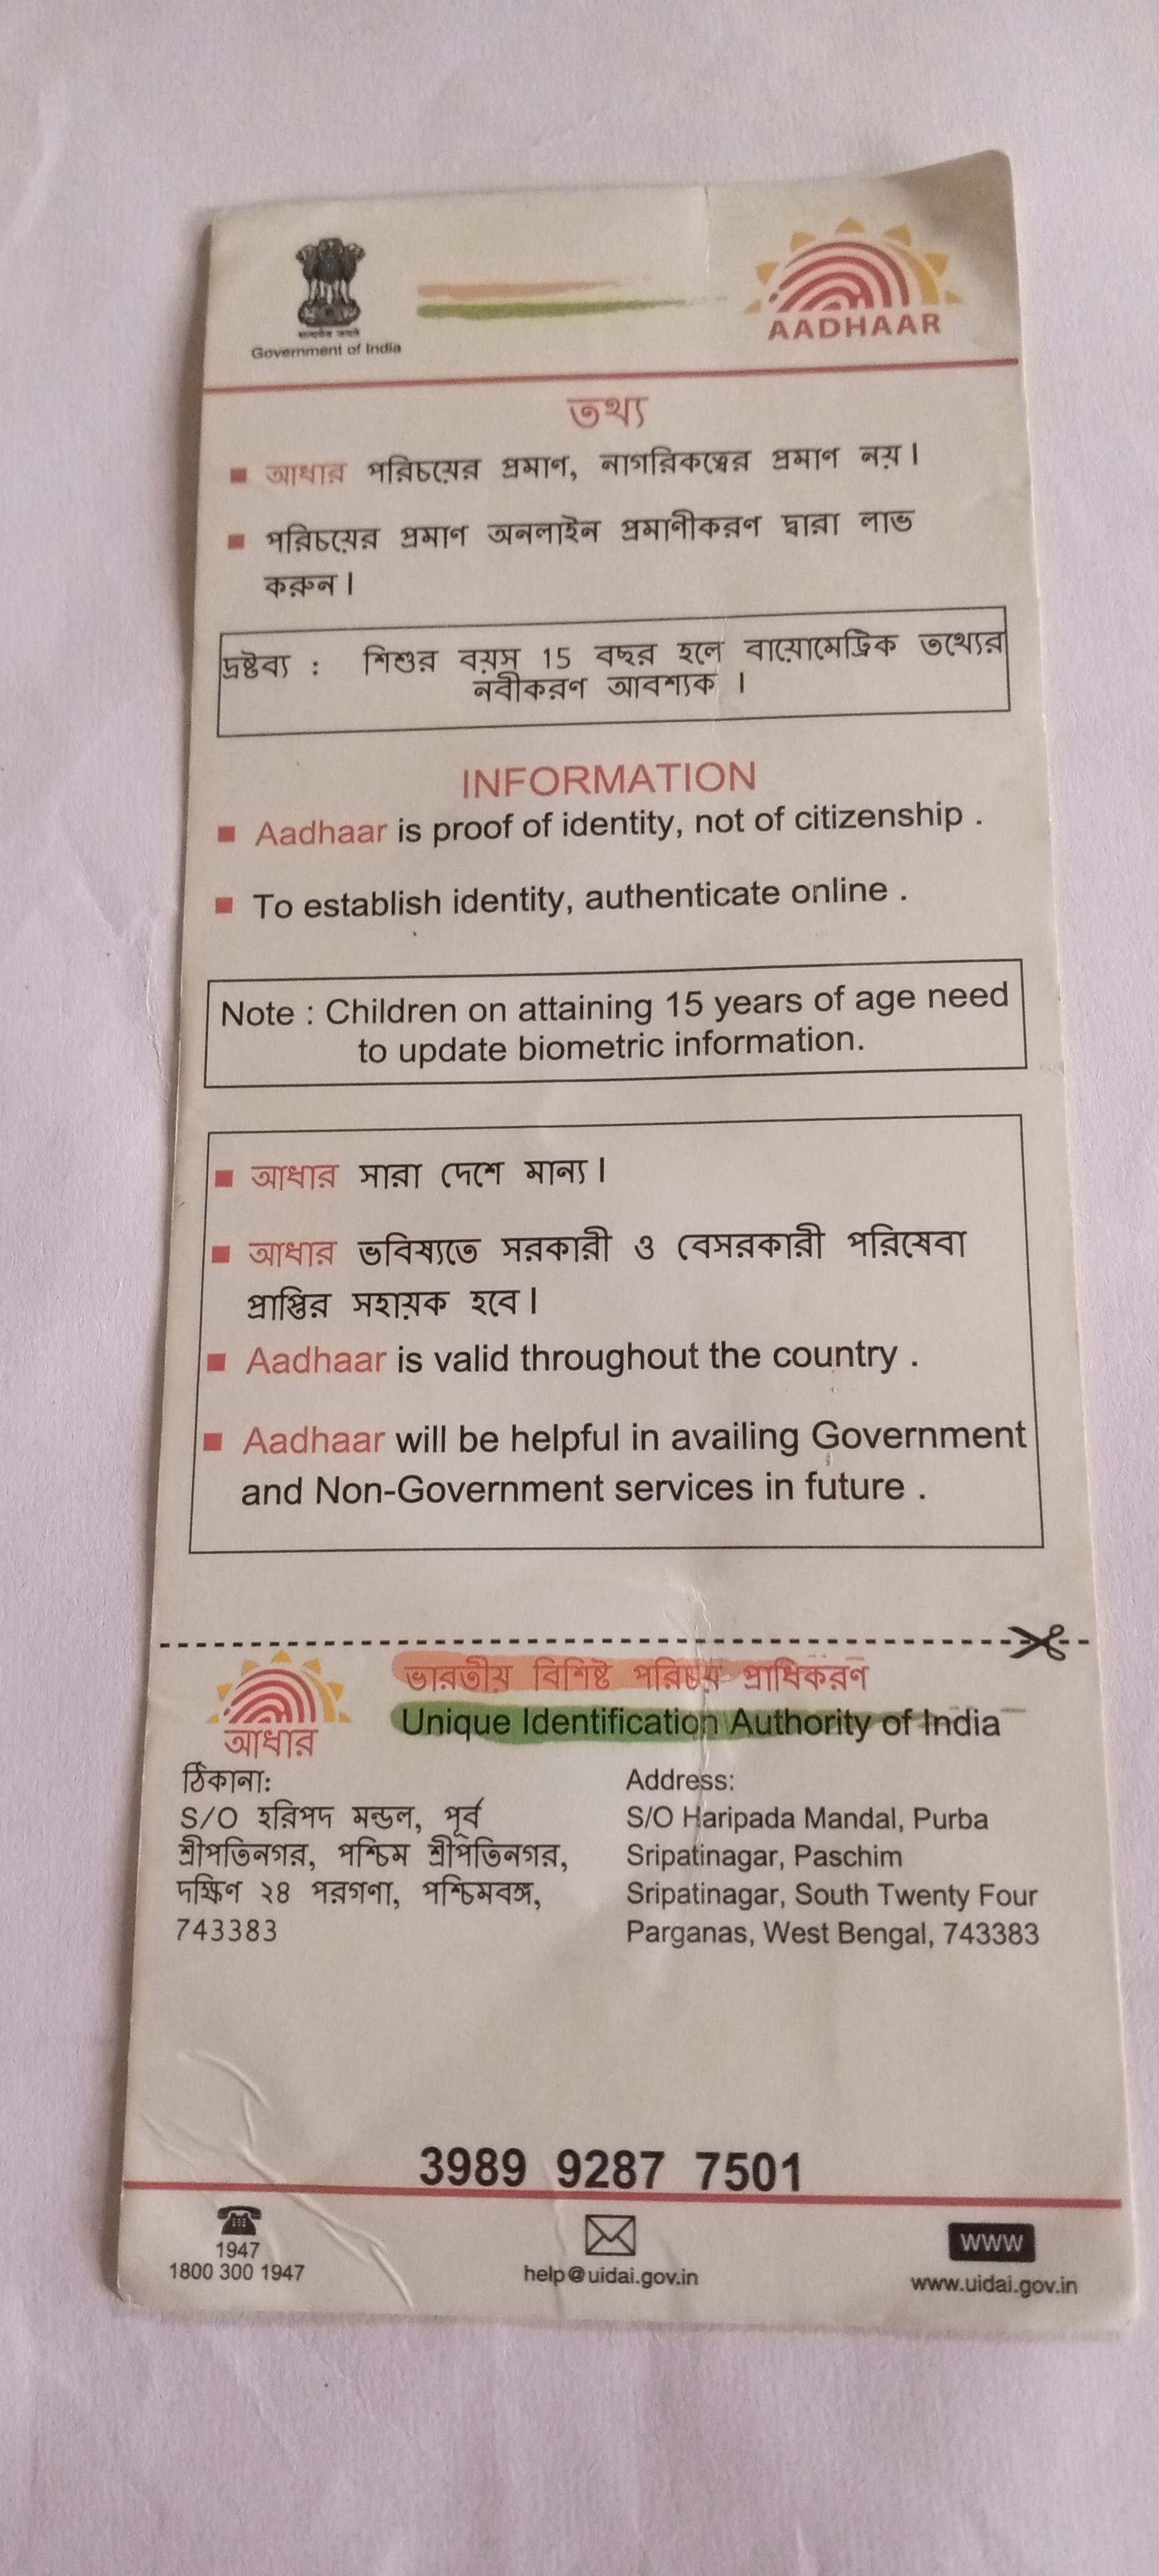 सत्यमेव जयते
Government of India
AADHAAR
তথ্য
আধার পরিচয়ের প্রমাণ, নাগরিকত্বের প্রমাণ নয়।
পরিচয়ের প্রমাণ অনলাইন প্রমাণীকরণ দ্বারা লাভ
করুন।
দ্রষ্টব্য : শিশুর বয়স 15 বছর হলে বায়োমেট্রিক তথ্যের
নবীকরণ আবশ্যক ।
INFORMATION
Aadhaar is proof of identity, not of citizenship .
To establish identity, authenticate online .
Note : Children on attaining 15 years of age need
to update biometric information.
আধার সারা দেশে মান্য।
আধার ভবিষ্যতে সরকারী ও বেসরকারী পরিষেবা
প্রাপ্তির সহায়ক হবে।
Aadhaar is valid throughout the country .
Aadhaar will be helpful in availing Government
and Non-Government services in future .
ভারতীয় বিশিষ্ট পরিচয় প্রাধিকরণ
Unique Identification Authority of India
আধার
ঠিকানা:
S/O হরিপদ মন্ডল, পূর্ব
শ্রীপতিনগর, পশ্চিম শ্রীপতিনগর,
দক্ষিণ ২৪ পরগণা, পশ্চিমবঙ্গ,
743383
Address:
S/O Haripada Mandal, Purba
Sripatinagar, Paschim
Sripatinagar, South Twenty Four
Parganas, West Bengal, 743383
3989 9287 7501
1947
1800 300 1947
help@uidai.gov.in
www
www.uidai.gov.in